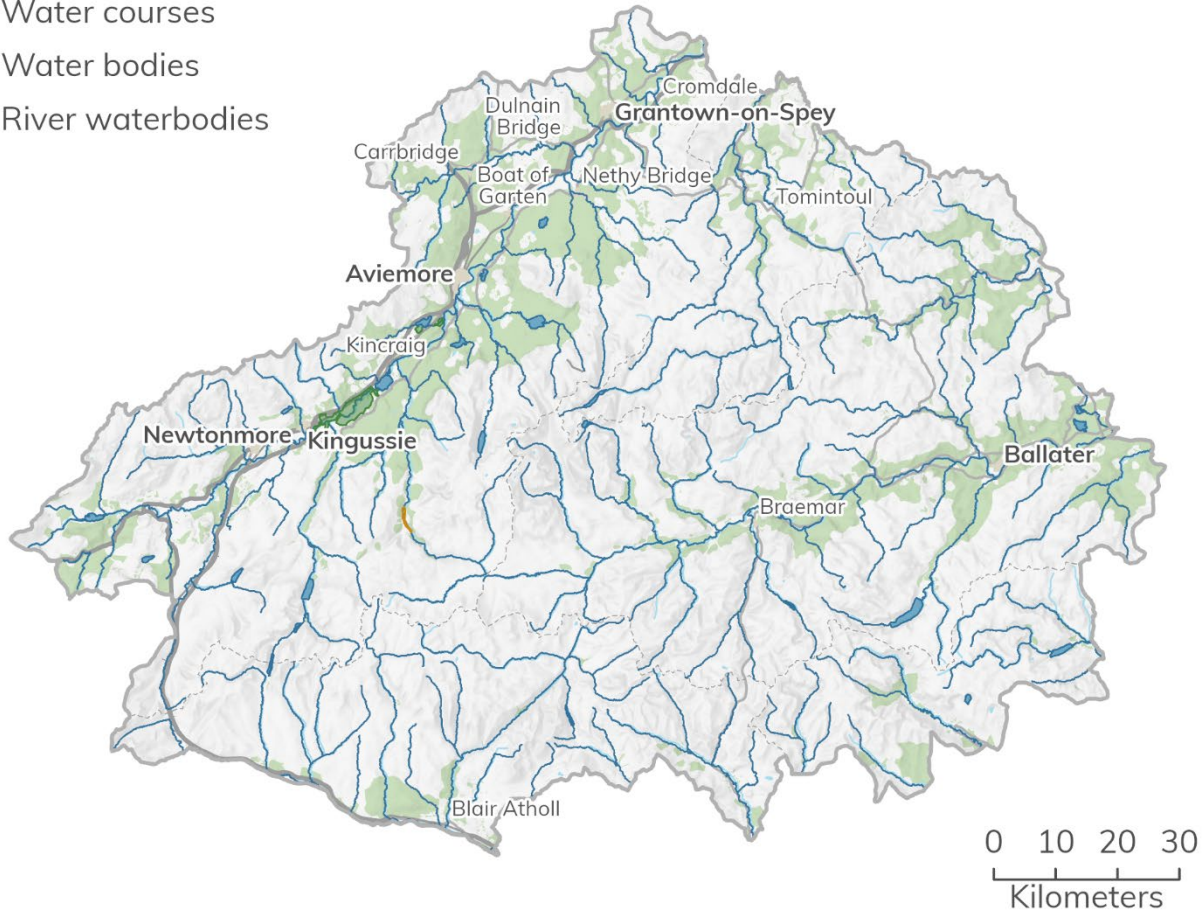 Water courses
Water bodies
River waterbodies
Cromdale
Dulnain
Bridge
Grantown-on-Spey
Carrbridge
Boat of
Garten
Nethy Bridge
Tomintoul
Aviemore
Kincraig
Newtonmore
Kingussie
Ballater
Braemar
Blair Atholl
0 10 20 30
Kilometers